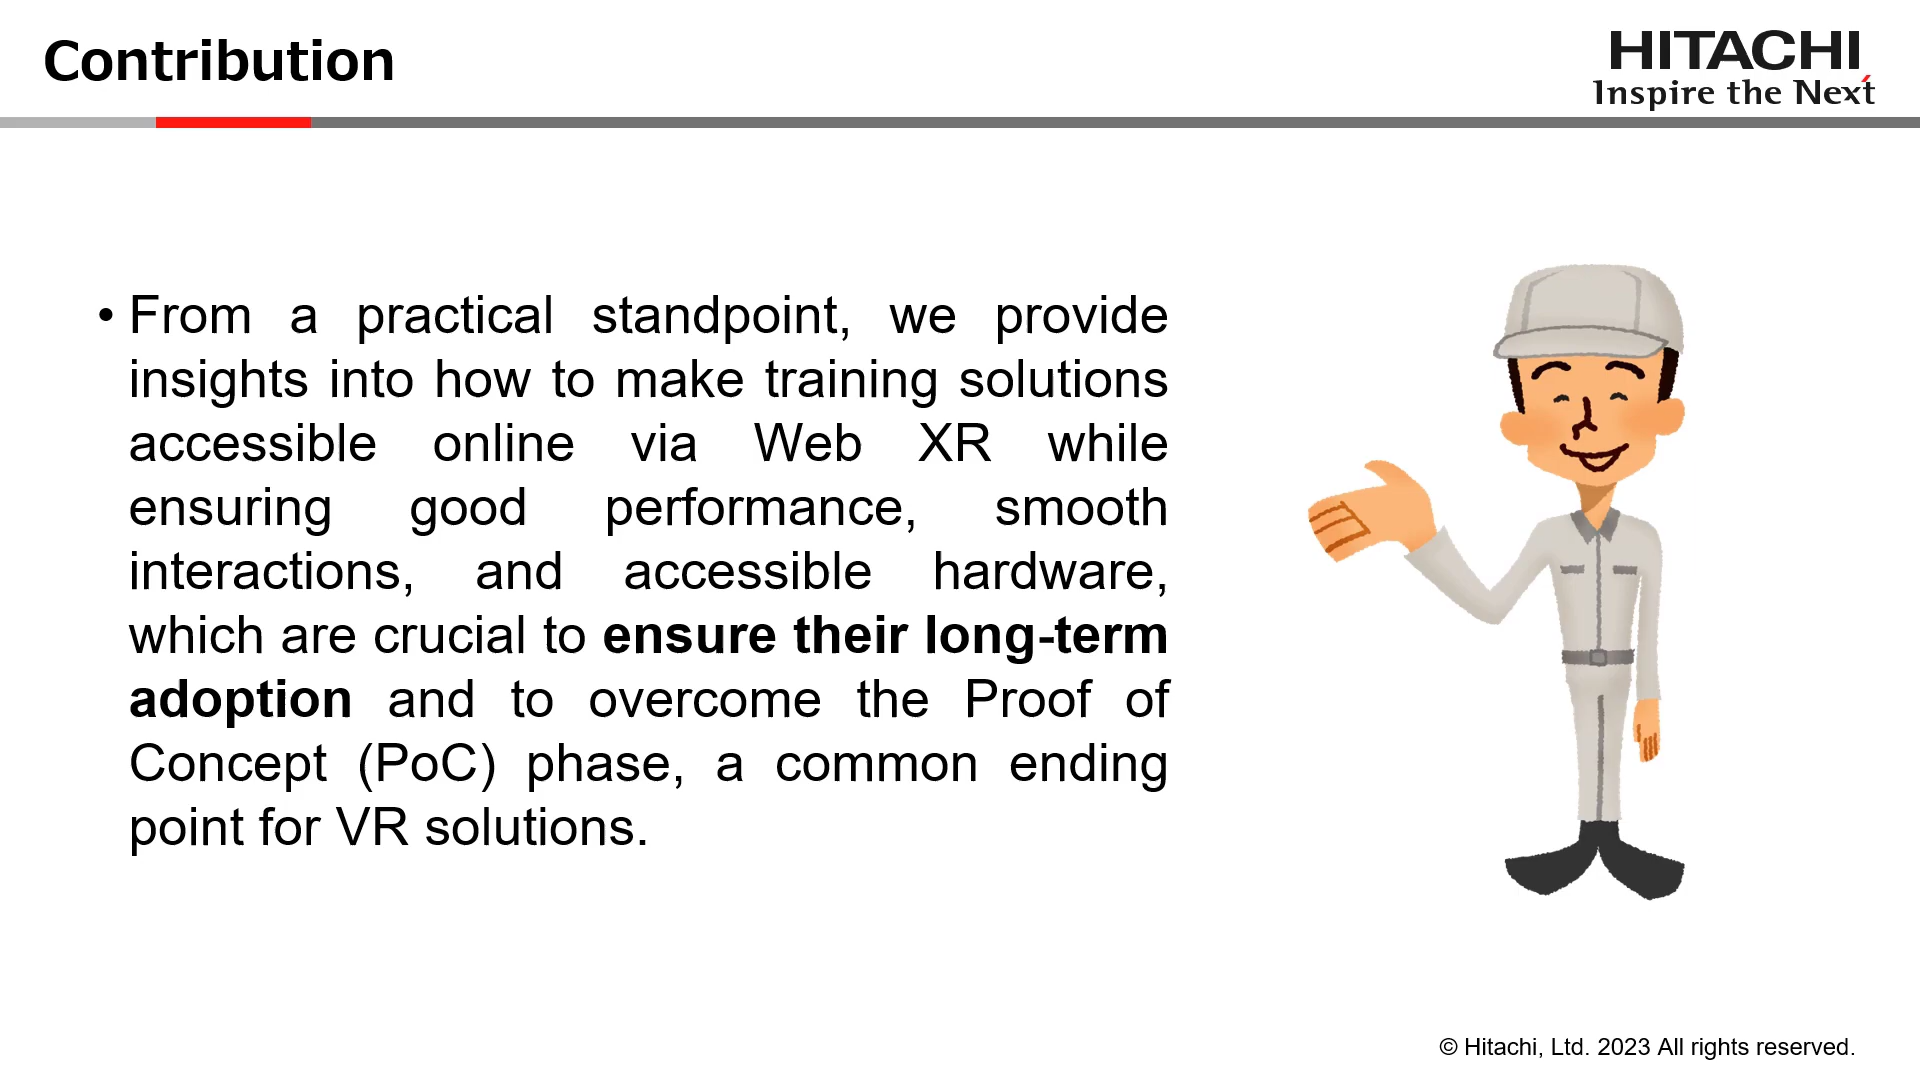 Contribution
HITACHI
Inspire the Next
• From a practical standpoint, we provide
insights into how to make training solutions
accessible online via Web XR while
ensuring good performance, smooth
interactions, and accessible hardware,
which are crucial to ensure their long-term
adoption and to overcome the Proof of
Concept (PoC) phase, a common ending
point for VR solutions.
© Hitachi, Ltd. 2023 All rights reserved.